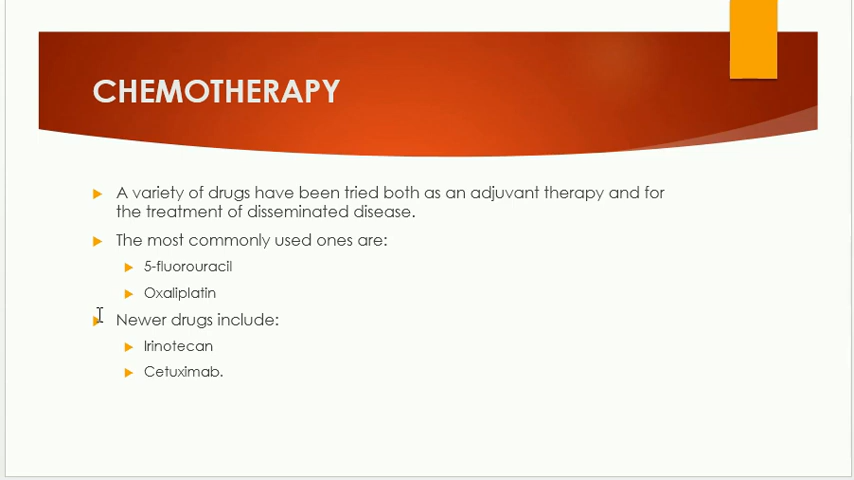 CHEMOTHERAPY
A variety of drugs have been tried both as an adjuvant therapy and for
the treatment of disseminated disease.
The most commonly used ones are:
5-fluorouracil
Oxaliplatin
Newer drugs include:
Irinotecan
Cetuximab.